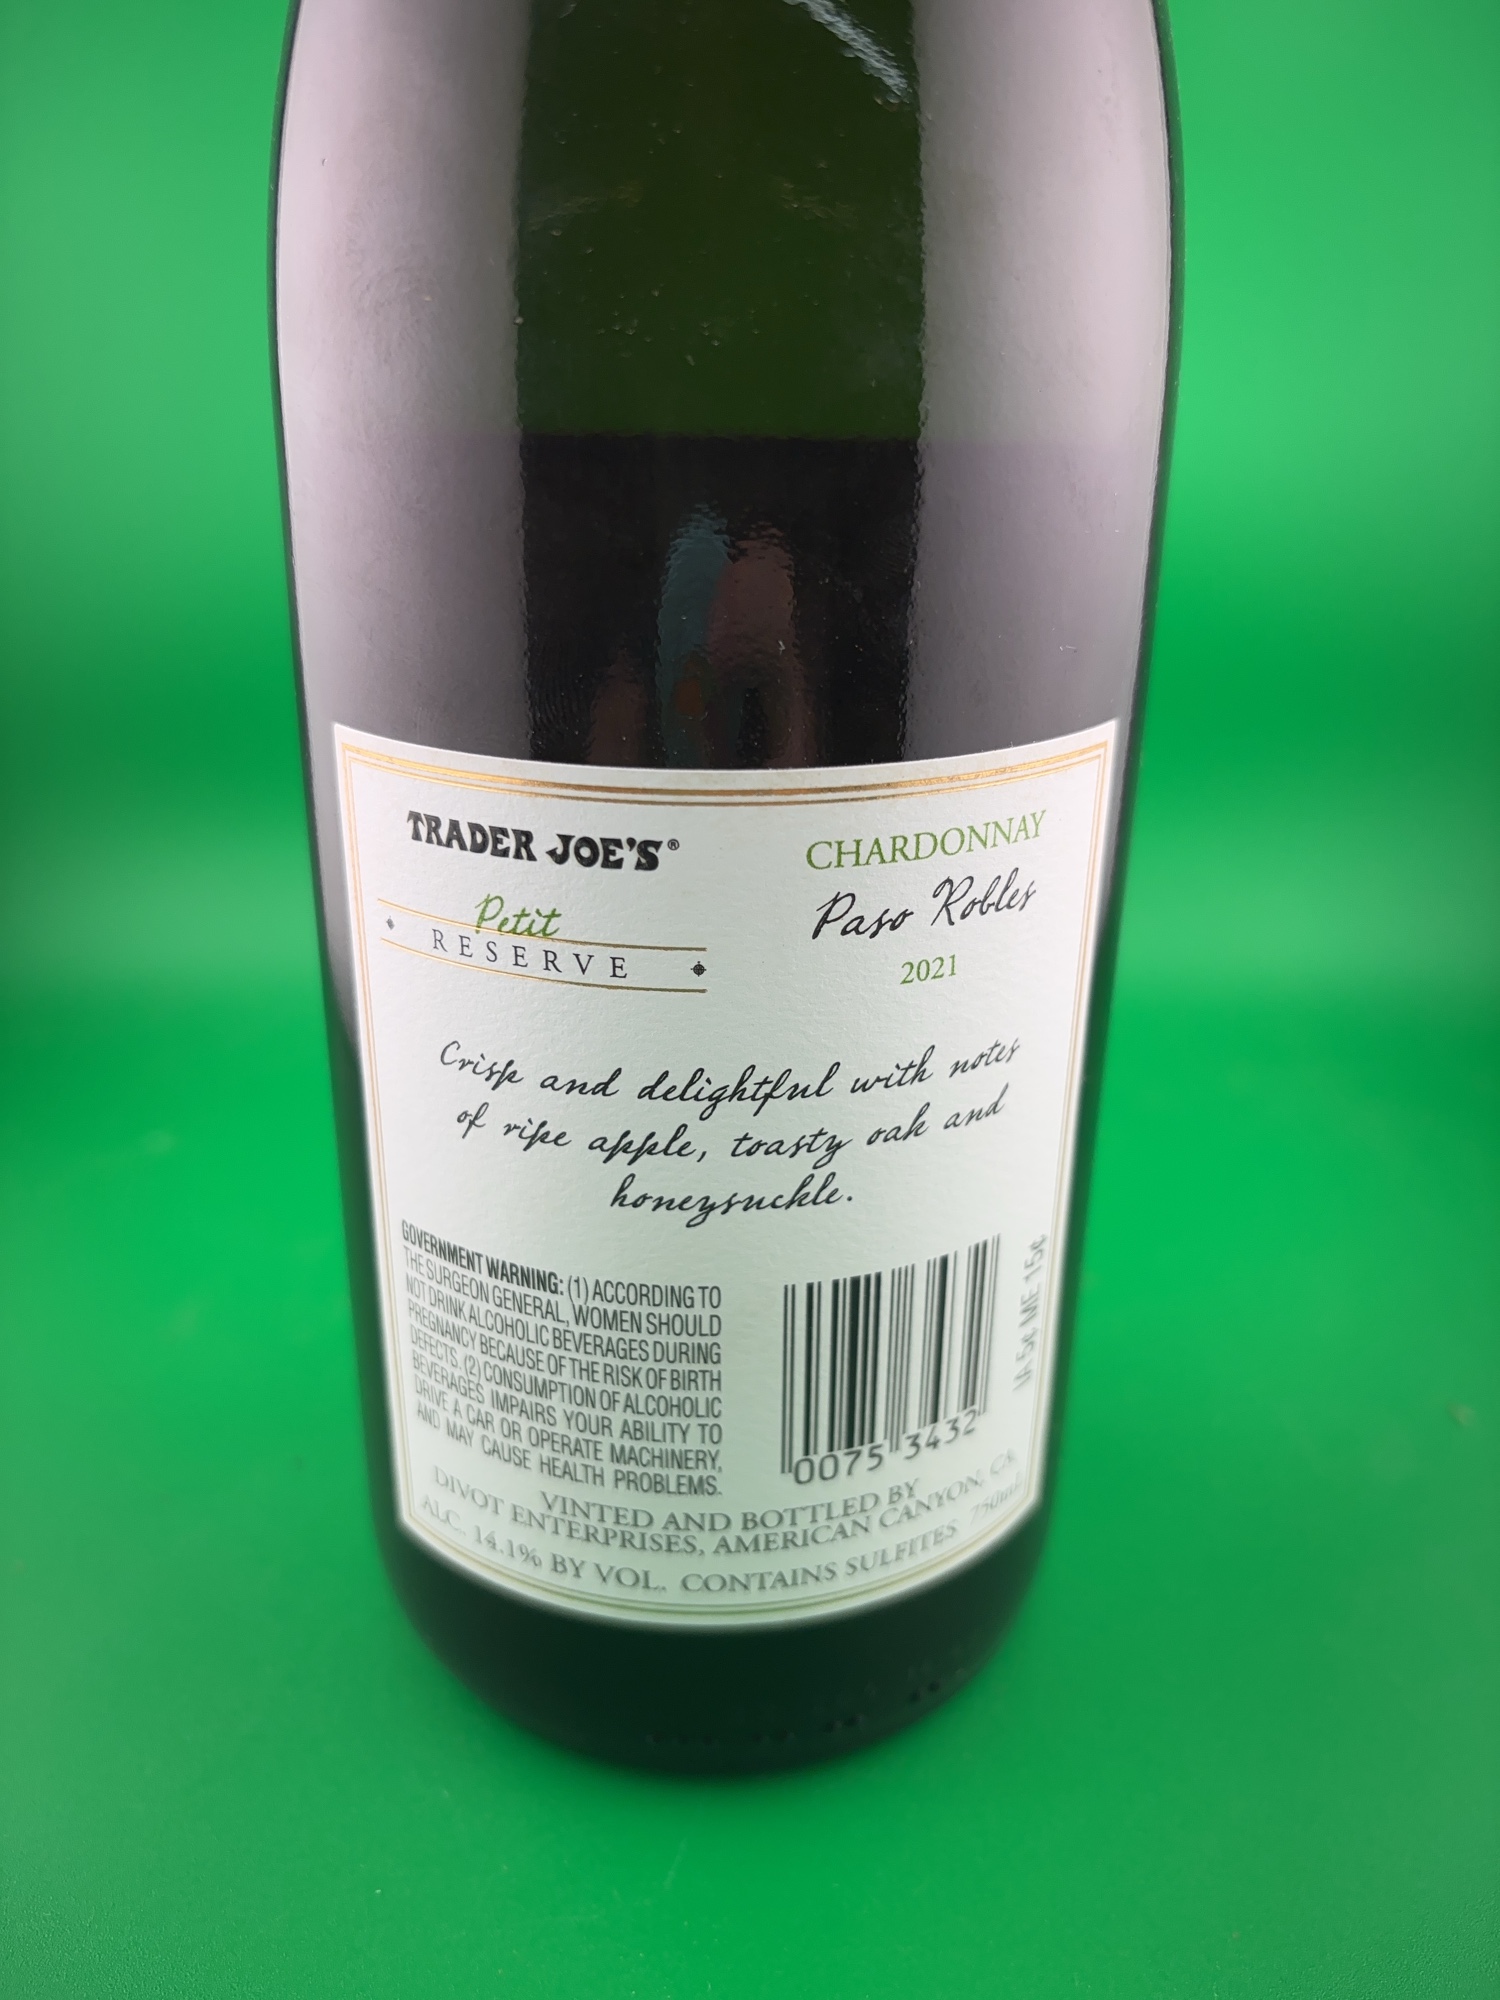 TRADER JOE'S®
Petit
RESERVE
CHARDONNAY
Paso Robles
2021
Crisp and delightful with notes
of ripe apple, toasty oak and
honeysuckle.
GOVERNMENT WARNING: (1) ACCORDING TO
THE SURGEON GENERAL, WOMEN SHOULD
NOT DRINK ALCOHOLIC BEVERAGES DURING
PREGNANCY BECAUSE OF THE RISK OF BIRTH
DEFECTS. (2) CONSUMPTION OF ALCOHOLIC
BEVERAGES IMPAIRS YOUR ABILITY TO
DRIVE A CAR OR OPERATE MACHINERY,
AND MAY CAUSE HEALTH PROBLEMS.
0075 3432
IA 5¢ ME 15¢
VINTED AND BOTTLED BY
DIVOT ENTERPRISES, AMERICAN CANYON, CA
ALC. 14.1% BY VOL. CONTAINS SULFITES 750mL